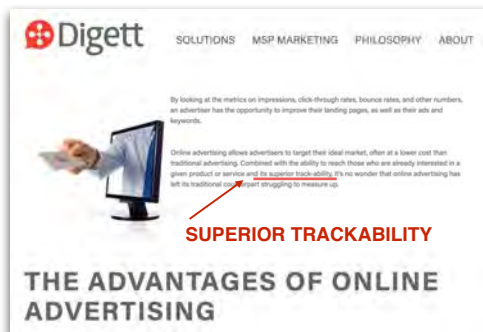 Digett
SOLUTIONS MSP MARKETING PHILOSOPHY ABOUT
By looking at the metrics on impressions, click-through rates, bounce rates, and other numbers,
an advertiser has the opportunity to improve their landing pages, as well as their ads and
keywords.
Online advertising allows advertisers to target their ideal market, often at a lower cost than
traditional advertising. Combined with the ability to reach those who are already interested in a
given product or service and its superior track-ability, it's no wonder that online advertising has
left its traditional counterpart struggling to measure up.
SUPERIOR TRACKABILITY
THE ADVANTAGES OF ONLINE
ADVERTISING